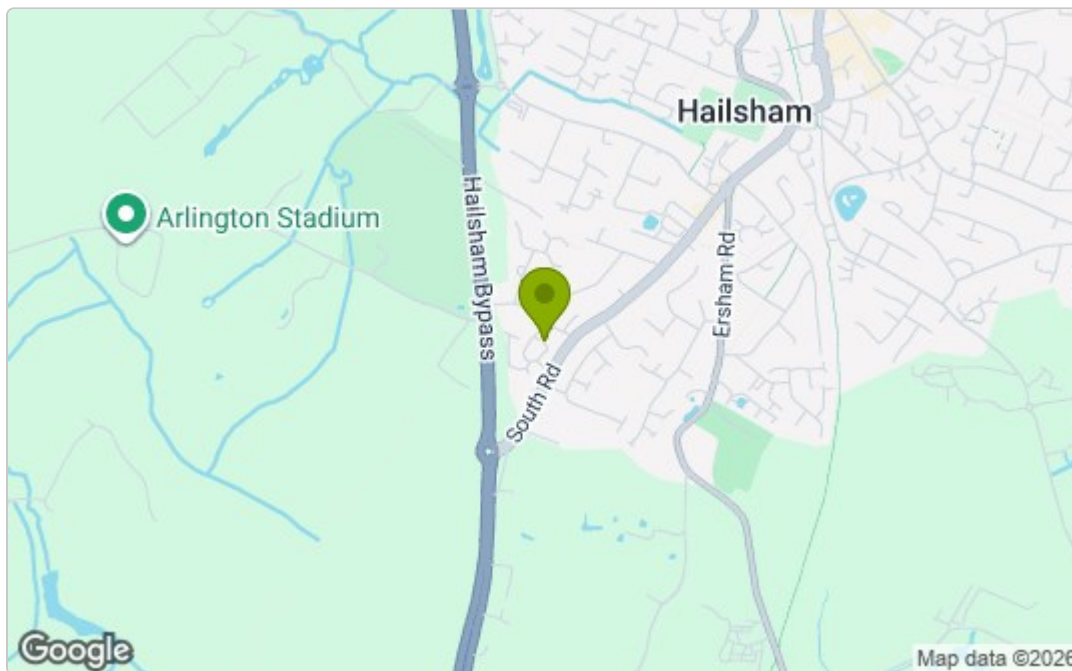 Hailsham
Arlington Stadium
Hailsham Bypass
Ersham Rd
South Rd
Google
Map data ©2026